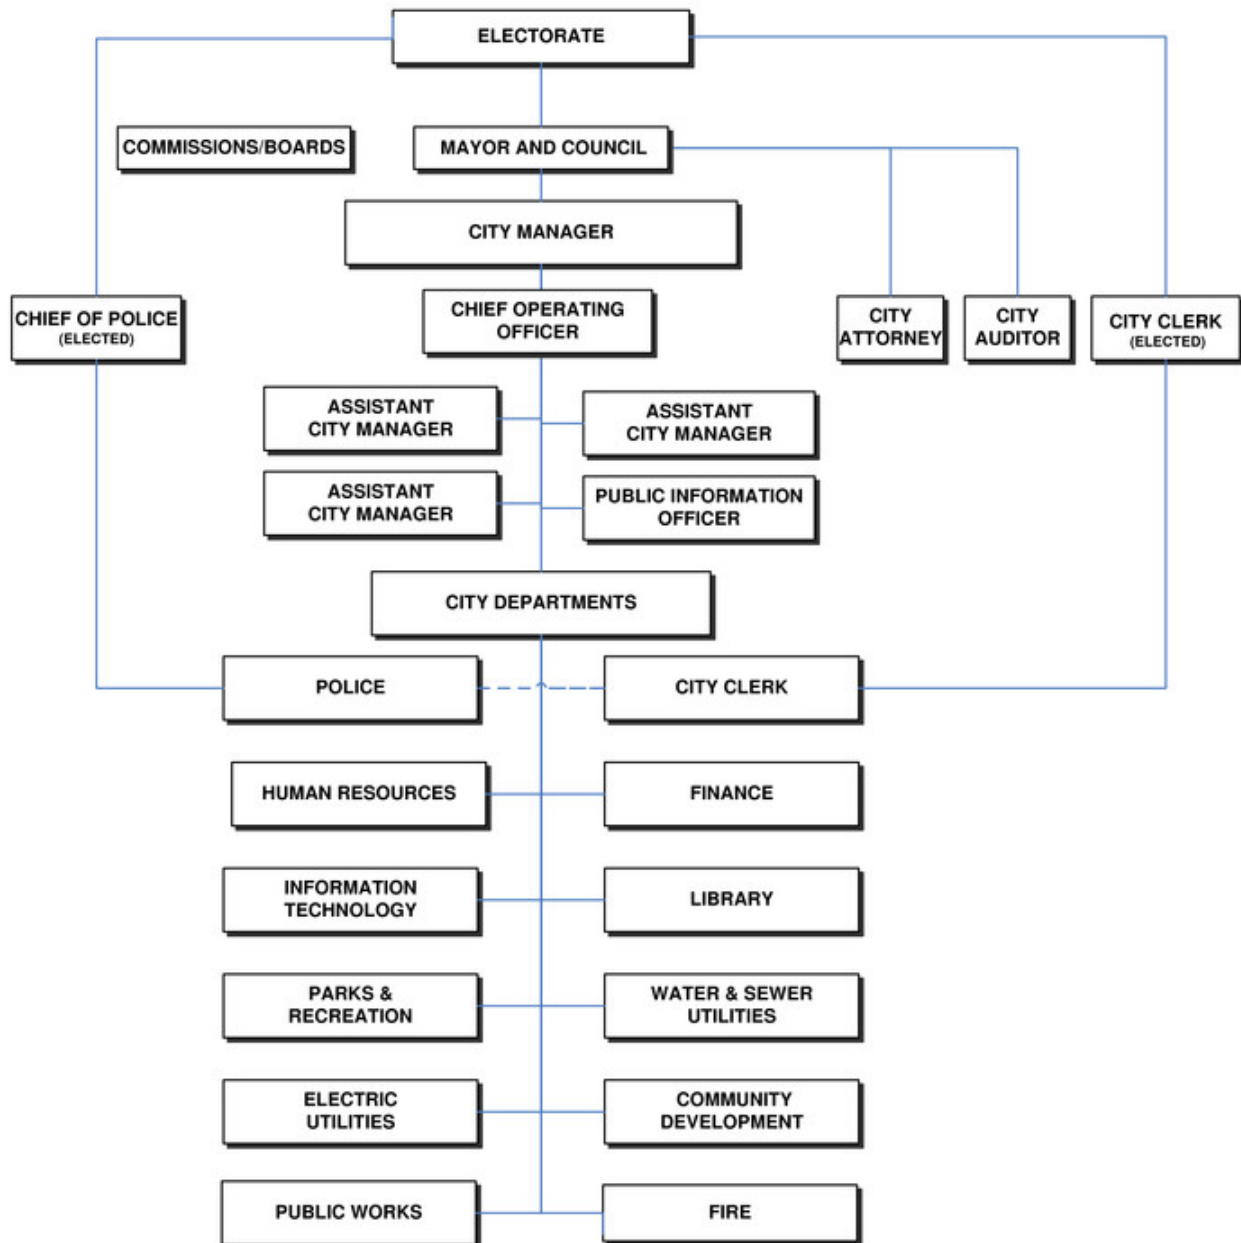 ELECTORATE
COMMISSIONS/BOARDS
MAYOR AND COUNCIL
CITY MANAGER
CHIEF OF POLICE
(ELECTED)
CHIEF OPERATING
OFFICER
CITY
ATTORNEY
CITY
AUDITOR
CITY CLERK
(ELECTED)
ASSISTANT
CITY MANAGER
ASSISTANT
CITY MANAGER
ASSISTANT
CITY MANAGER
PUBLIC INFORMATION
OFFICER
CITY DEPARTMENTS
POLICE
CITY CLERK
HUMAN RESOURCES
FINANCE
INFORMATION
TECHNOLOGY
LIBRARY
PARKS &
RECREATION
WATER & SEWER
UTILITIES
ELECTRIC
UTILITIES
COMMUNITY
DEVELOPMENT
PUBLIC WORKS
FIRE